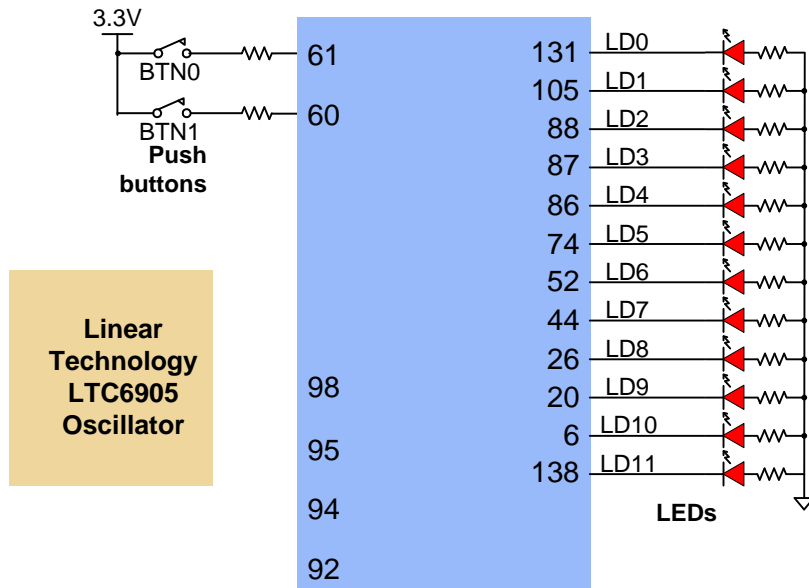 3.3V
BTN0
61
BTN1
60
Push
buttons
131 LD0
105 LD1
88 LD2
87 LD3
86 LD4
74 LD5
52 LD6
44 LD7
26 LD8
20 LD9
6 LD10
138 LD11
LEDs
Linear
Technology
LTC6905
Oscillator
98
95
94
92